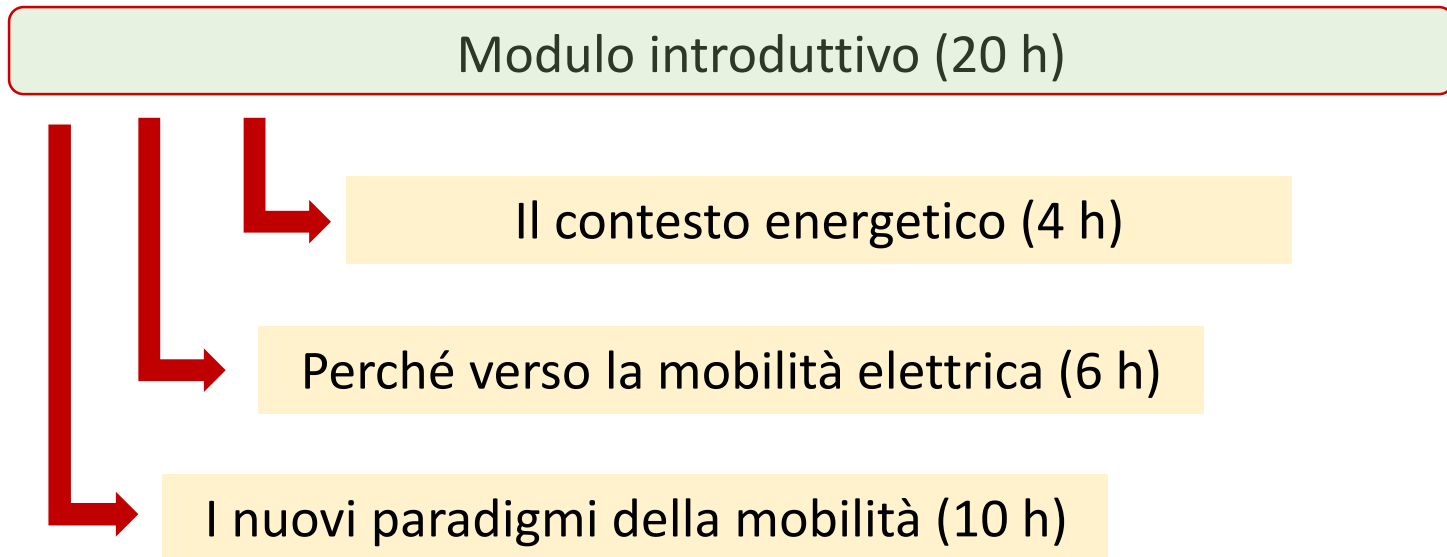 Modulo introduttivo (20 h)
Il contesto energetico (4 h)
Perché verso la mobilità elettrica (6 h)
I nuovi paradigmi della mobilità (10 h)